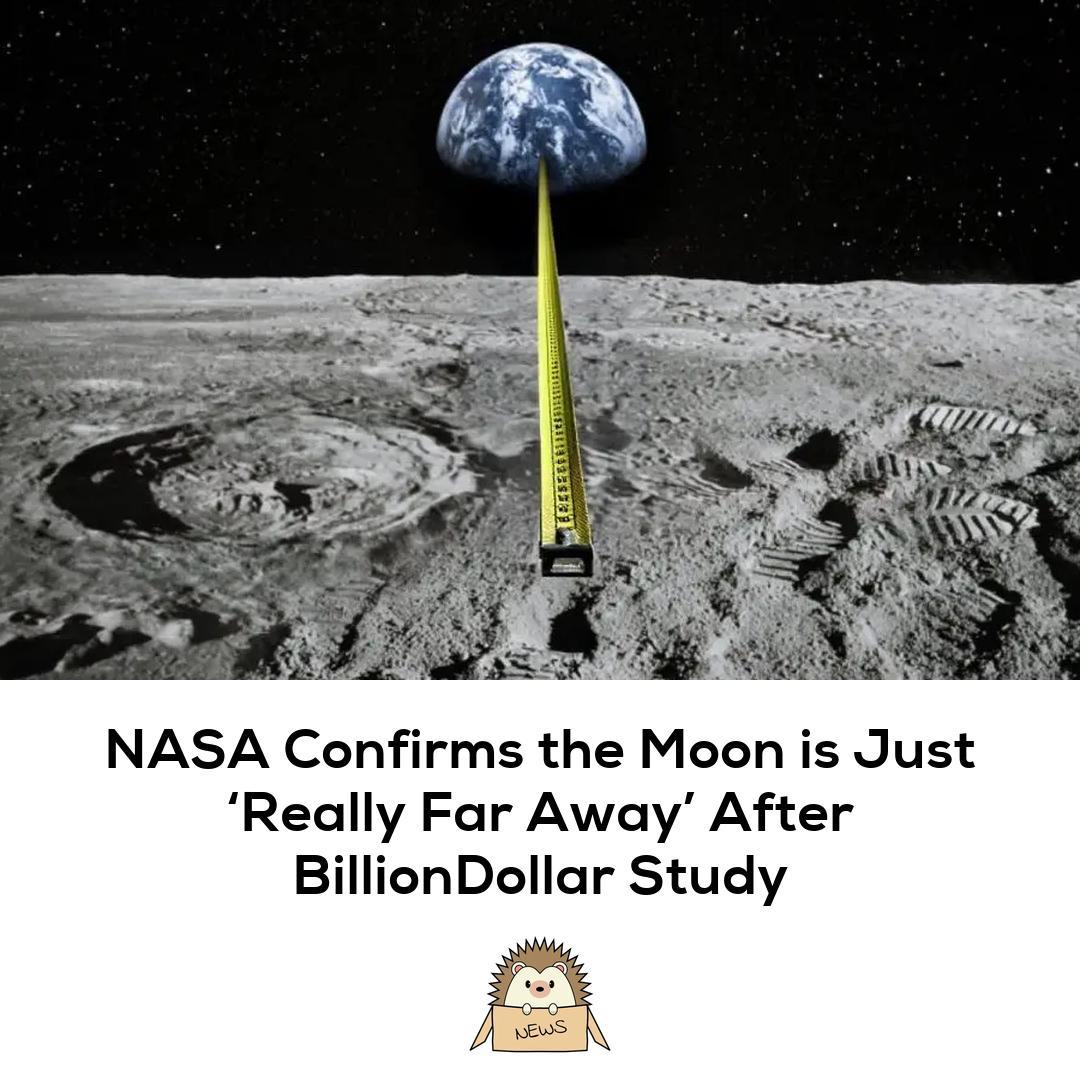 NASA Confirms the Moon is Just
‘Really Far Away’ After
BillionDollar Study
NEWS